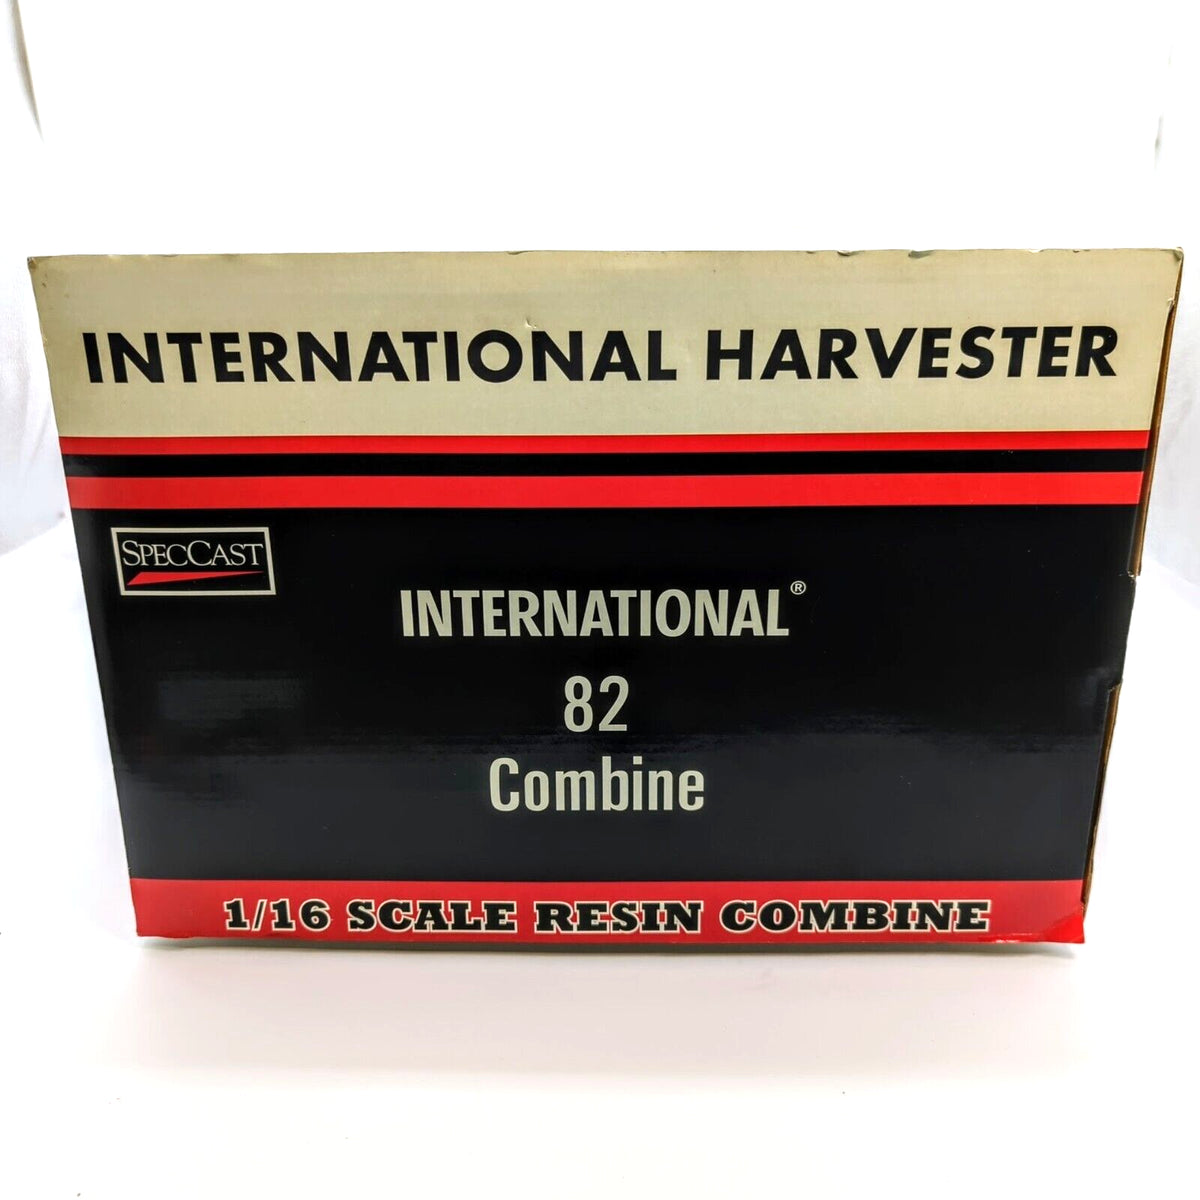 INTERNATIONAL HARVESTER
SPECCAST
INTERNATIONAL®
82
Combine
1/16 SCALE RESIN COMBINE